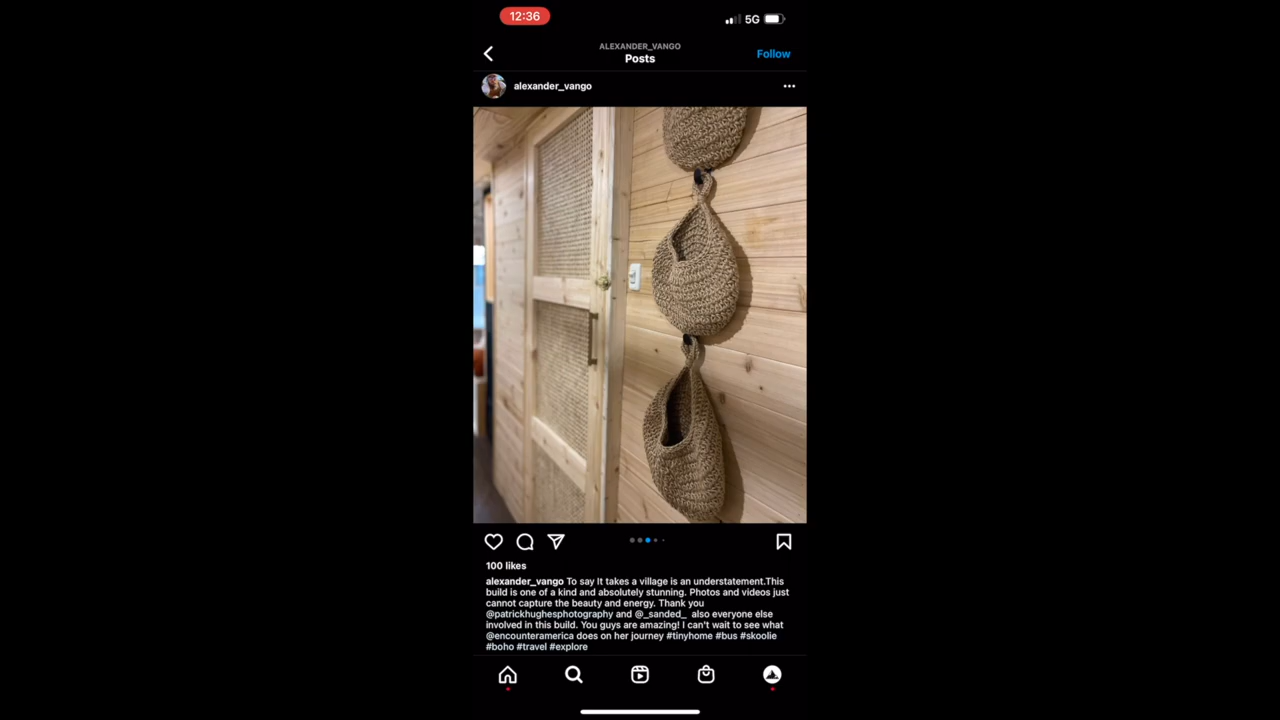 12:36
5G
ALEXANDER_VANGO
Posts
Follow
alexander_vango
100 likes
alexander_vango To say It takes a village is an understatement.This
build is one of a kind and absolutely stunning. Photos and videos just
cannot capture the beauty and energy. Thank you
@patrickhughesphotography and @_sanded_ also everyone else
involved in this build. You guys are amazing! I can't wait to see what
@encounteramerica does on her journey #tinyhome #bus #skoolie
#boho #travel #explore